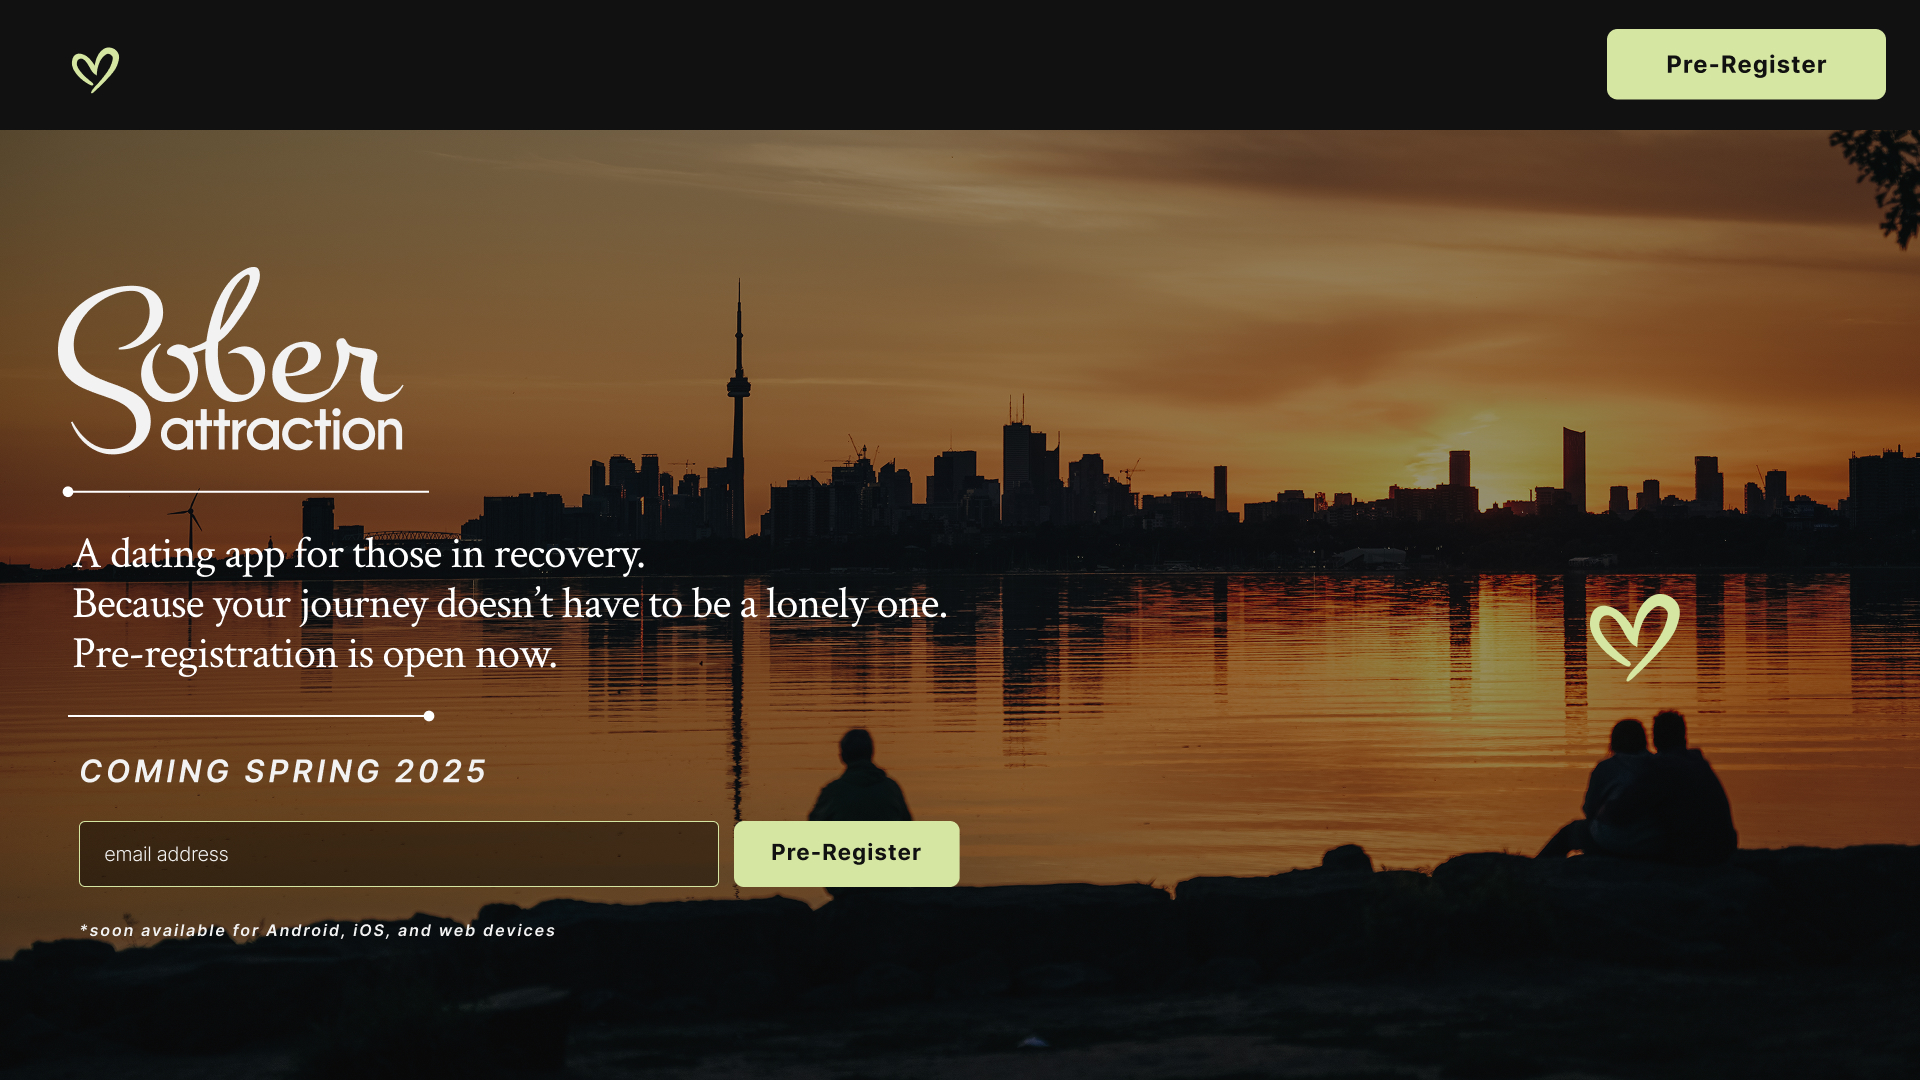 Pre-Register
Sober
attraction
A dating app for those in recovery.
Because your journey doesn’t have to be a lonely one.
Pre-registration is open now.
COMING SPRING 2025
email address
Pre-Register
*soon available for Android, iOS, and web devices